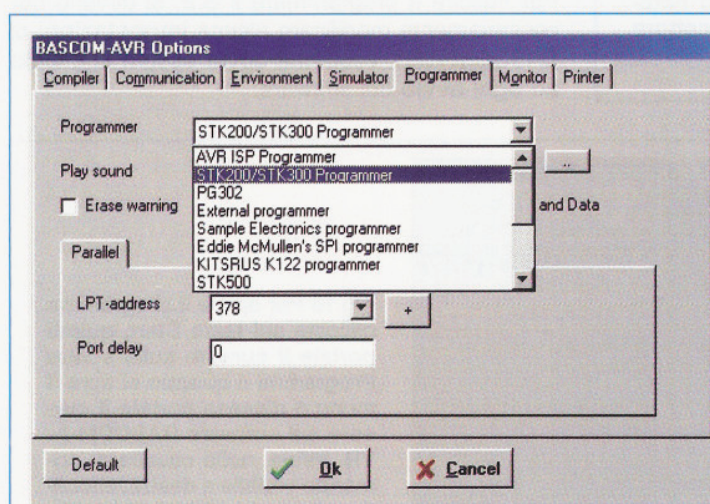 BASCOM-AVR Options
Compiler Communication Environment Simulator Programmer Monitor Printer
Programmer STK200/STK300 Programmer
AVR ISP Programmer
Play sound STK200/STK300 Programmer ..
PG302
Erase warning External programmer and Data
Sample Electronics programmer
Parallel Eddie McMullen's SPI programmer
KITSRUS K122 programmer
STK500
LPT-address 378 +
Port delay 0
Default Ok Cancel